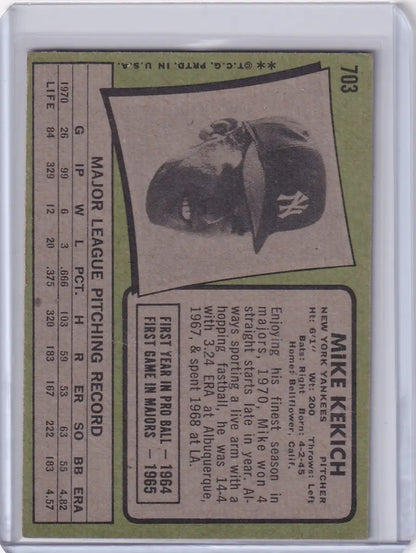 703
*©T.C.G. PRTD. IN U.S.A.
NY
MIKE KEKICH
NEW YORK YANKEES PITCHER
Ht: 6'1" Wt: 200 Throws: Left
Bats: Right Born: 4-2-45
Home: Bellflower, Calif.
Enjoying his finest season in
majors, 1970, Mike won 4
straight starts late in year. Al-
ways sporting a live arm with a
hopping fastball, he was 14-4
with 3.24 ERA at Albuquerque,
1967, & spent 1968 at LA.
FIRST YEAR IN PRO BALL — 1964
FIRST GAME IN MAJORS — 1965
MAJOR LEAGUE PITCHING RECORD
G IP W L PCT. H R ER SO BB ERA
1970 26 99 6 3 .666 103 59 53 63 55 4.82
LIFE 84 329 12 20 .375 320 183 167 222 183 4.57